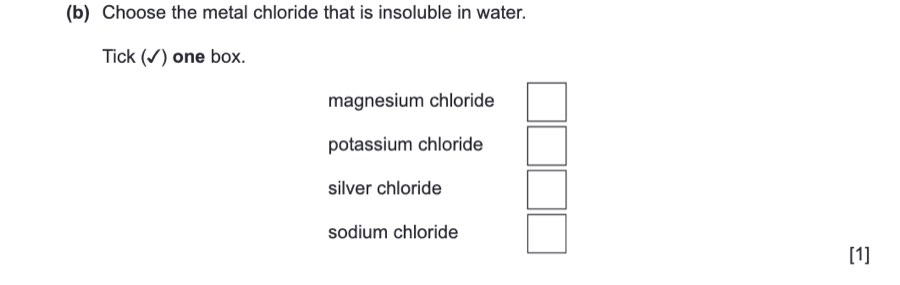 (b) Choose the metal chloride that is insoluble in water.
Tick (✓) one box.
magnesium chloride
potassium chloride
silver chloride
sodium chloride
[1]